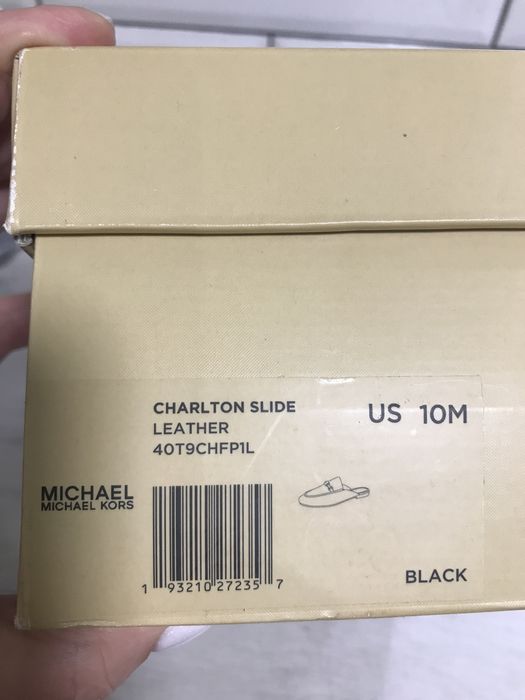 CHARLTON SLIDE
LEATHER
40T9CHFP1L
US 10M
MICHAEL
MICHAEL KORS
1 93210 27235 7
BLACK